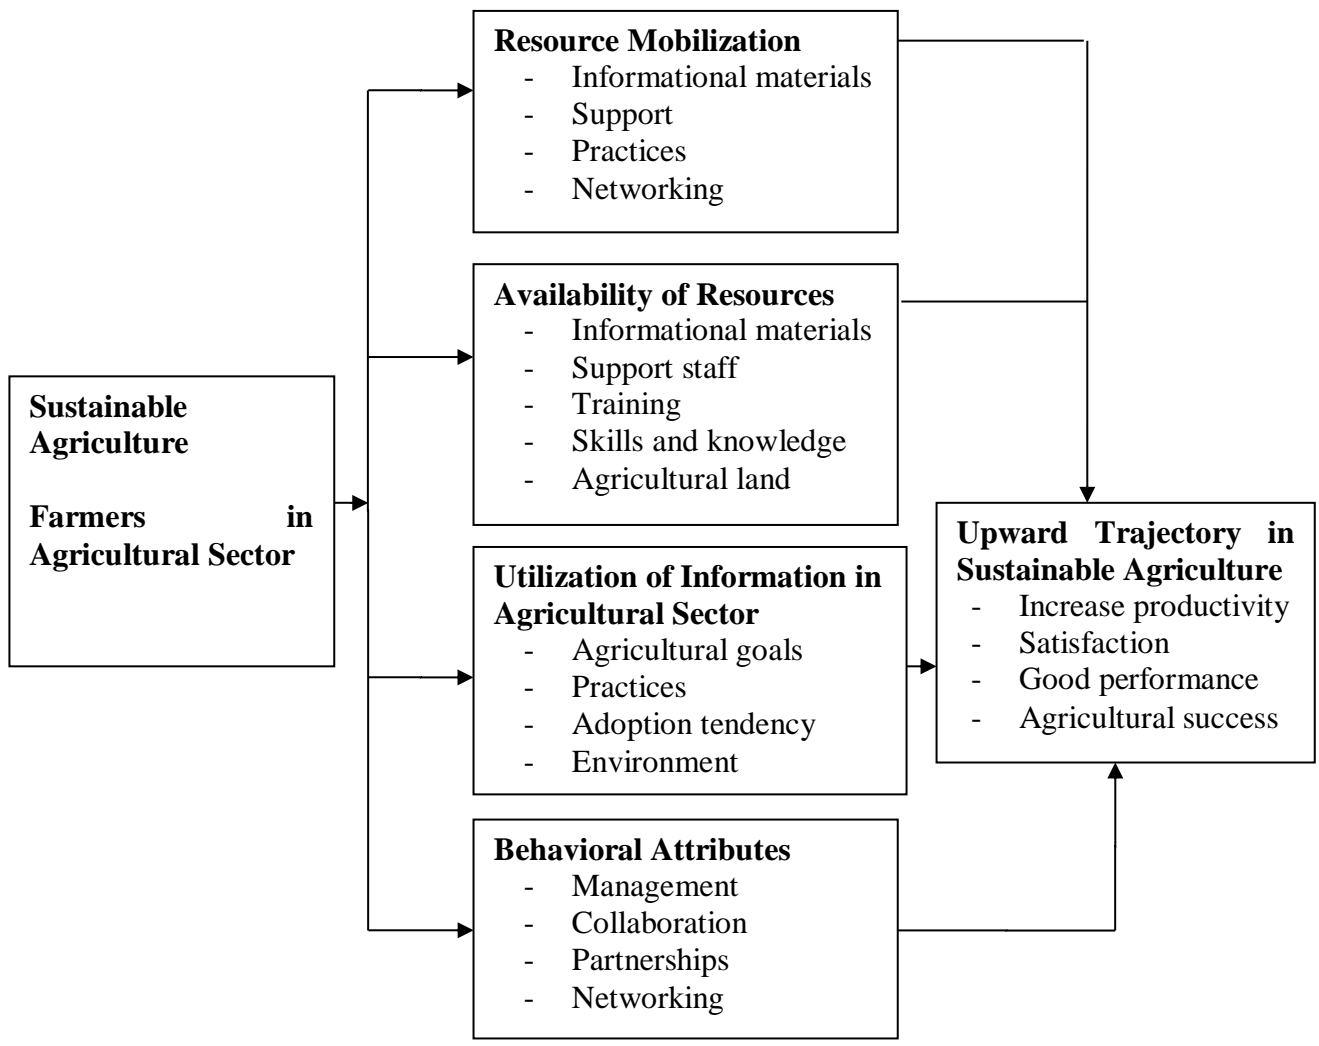 Resource Mobilization
- Informational materials
- Support
- Practices
- Networking
Availability of Resources
- Informational materials
- Support staff
- Training
- Skills and knowledge
- Agricultural land
Sustainable
Agriculture
Farmers in
Agricultural Sector
Utilization of Information in
Agricultural Sector
- Agricultural goals
- Practices
- Adoption tendency
- Environment
Upward Trajectory in
Sustainable Agriculture
- Increase productivity
- Satisfaction
- Good performance
- Agricultural success
Behavioral Attributes
- Management
- Collaboration
- Partnerships
- Networking